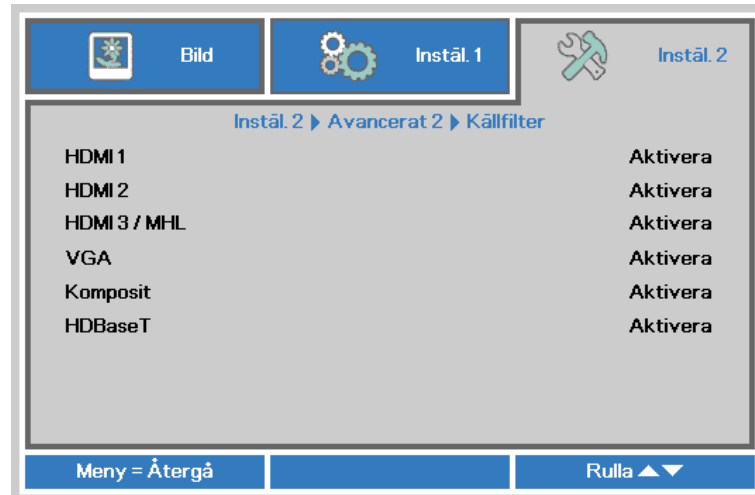 Bild
Instäl. 1
Instäl. 2
Instäl. 2 ▶ Avancerat 2 ▶ Källfilter
HDMI 1 Aktivera
HDMI 2 Aktivera
HDMI 3 / MHL Aktivera
VGA Aktivera
Komposit Aktivera
HDBaseT Aktivera
Meny = Återgå
Rulla ▲▼